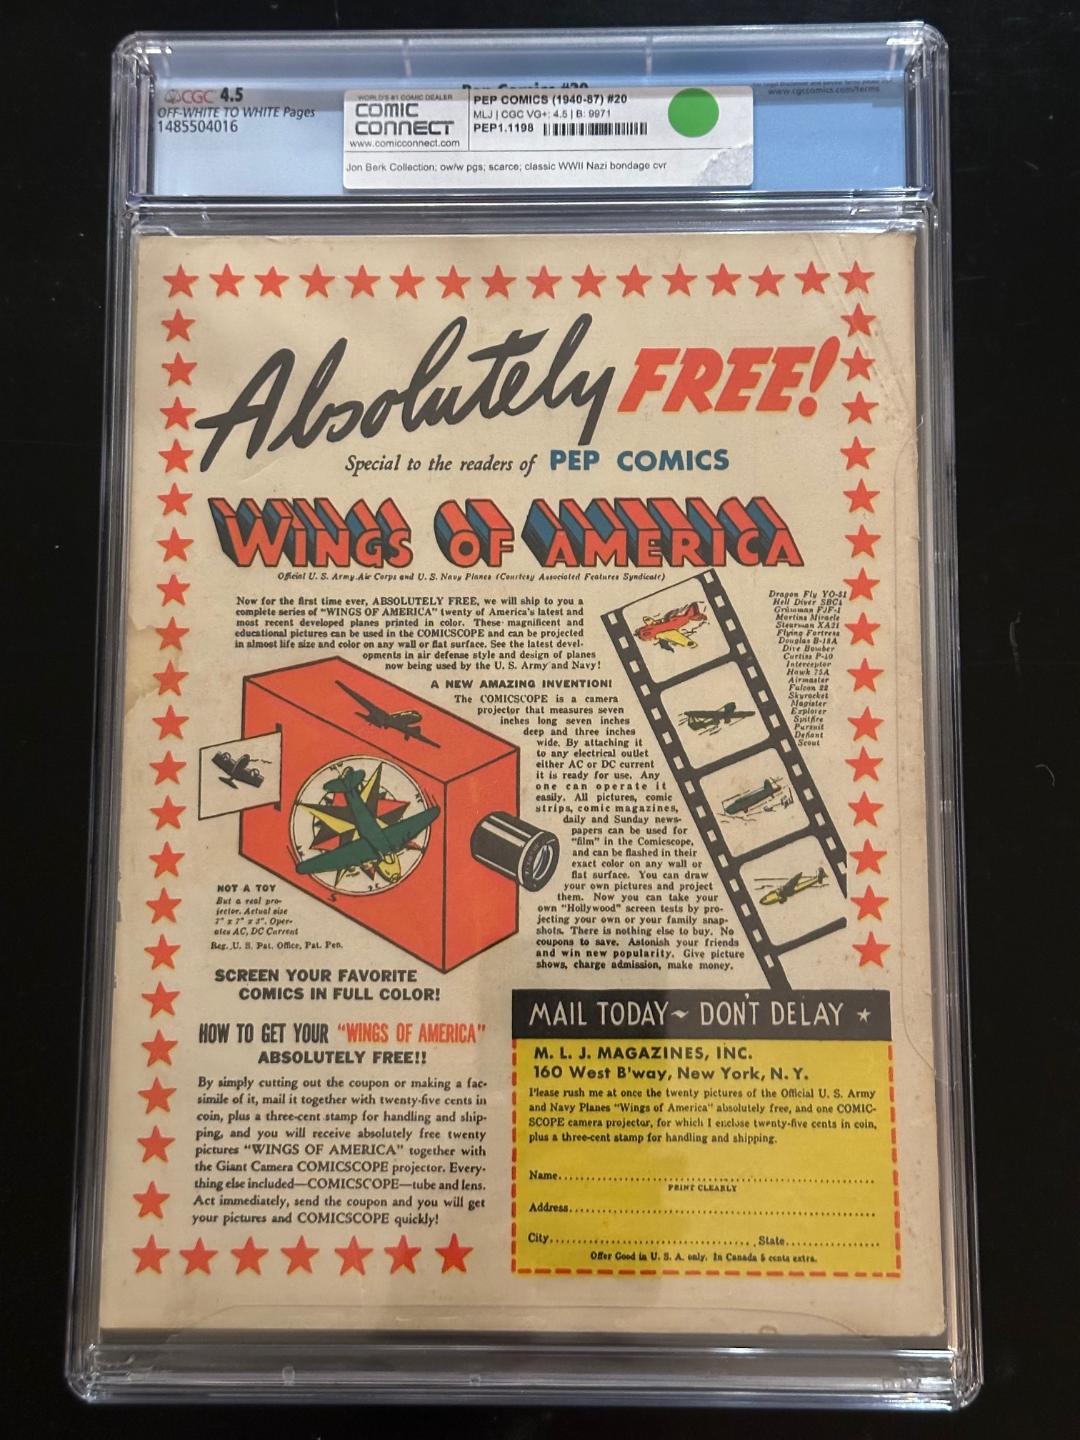 CGC 4.5
OFF-WHITE TO WHITE Pages
1485504016
WORLD'S #1 COMIC DEALER
COMIC
CONNECT
www.comicconnect.com
PEP COMICS (1940-87) #20
MLJ | CGC VG+: 4.5 | B: 9971
PEP1.1198
Jon Berk Collection; ow/w pgs; scarce; classic WWII Nazi bondage cvr
www.cgccomics.com/terms
Absolutely FREE!
Special to the readers of PEP COMICS
WINGS OF AMERICA
Official U. S. Army Air Corps and U. S. Navy Planes (Courtesy Associated Features Syndicate)
Now for the first time ever, ABSOLUTELY FREE, we will ship to you a
complete series of "WINGS OF AMERICA" twenty of America's latest and
most recent developed planes printed in color. These magnificent and
educational pictures can be used in the COMICSCOPE and can be projected
in almost life size and color on any wall or flat surface. See the latest devel-
opments in air defense style and design of planes
now being used by the U. S. Army and Navy!
A NEW AMAZING INVENTION!
The COMICSCOPE is a camera
projector that measures seven
inches long seven inches
deep and three inches
wide. By attaching it
to any electrical outlet
either AC or DC current
it is ready for use. Any
one can operate it
easily. All pictures, comic
strips, comic magazines,
daily and Sunday news-
papers can be used for
"film" in the Comicscope,
and can be flashed in their
exact color on any wall or
flat surface. You can draw
your own pictures and project
them. Now you can take your
own "Hollywood" screen tests by pro-
jecting your own or your family snap-
shots. There is nothing else to buy. No
coupons to save. Astonish your friends
and win new popularity. Give picture
shows, charge admission, make money.
Dragon Fly YO-51
Hell Diver SBC4
Grumman FJF-1
Martins Miracle
Stearman XA21
Flying Fortress
Douglas B-18A
Dive Bomber
Curtiss P-40
Interceptor
Hawk 75A
Airmaster
Falcon 22
Skyrocket
Magister
Explorer
Spitfire
Pursuit
Defiant
Scout
NOT A TOY
But a real pro-
jector. Actual size
7" x 7" x 3". Oper-
ates AC, DC Current
Reg. U. S. Pat. Office, Pat. Pen.
SCREEN YOUR FAVORITE
COMICS IN FULL COLOR!
HOW TO GET YOUR "WINGS OF AMERICA"
ABSOLUTELY FREE!!
By simply cutting out the coupon or making a fac-
simile of it, mail it together with twenty-five cents in
coin, plus a three-cent stamp for handling and ship-
ping, and you will receive absolutely free twenty
pictures "WINGS OF AMERICA" together with
the Giant Camera COMICSCOPE projector. Every-
thing else included—COMICSCOPE—tube and lens.
Act immediately, send the coupon and you will get
your pictures and COMICSCOPE quickly!
MAIL TODAY~ DON'T DELAY
M. L. J. MAGAZINES, INC.
160 West B'way, New York, N. Y.
Please rush me at once the twenty pictures of the Official U. S. Army
and Navy Planes "Wings of America" absolutely free, and one COMIC-
SCOPE camera projector, for which I enclose twenty-five cents in coin,
plus a three-cent stamp for handling and shipping.
Name
PRINT CLEARLY
Address
City State
Offer Good in U. S. A. only. In Canada 5 cents extra.